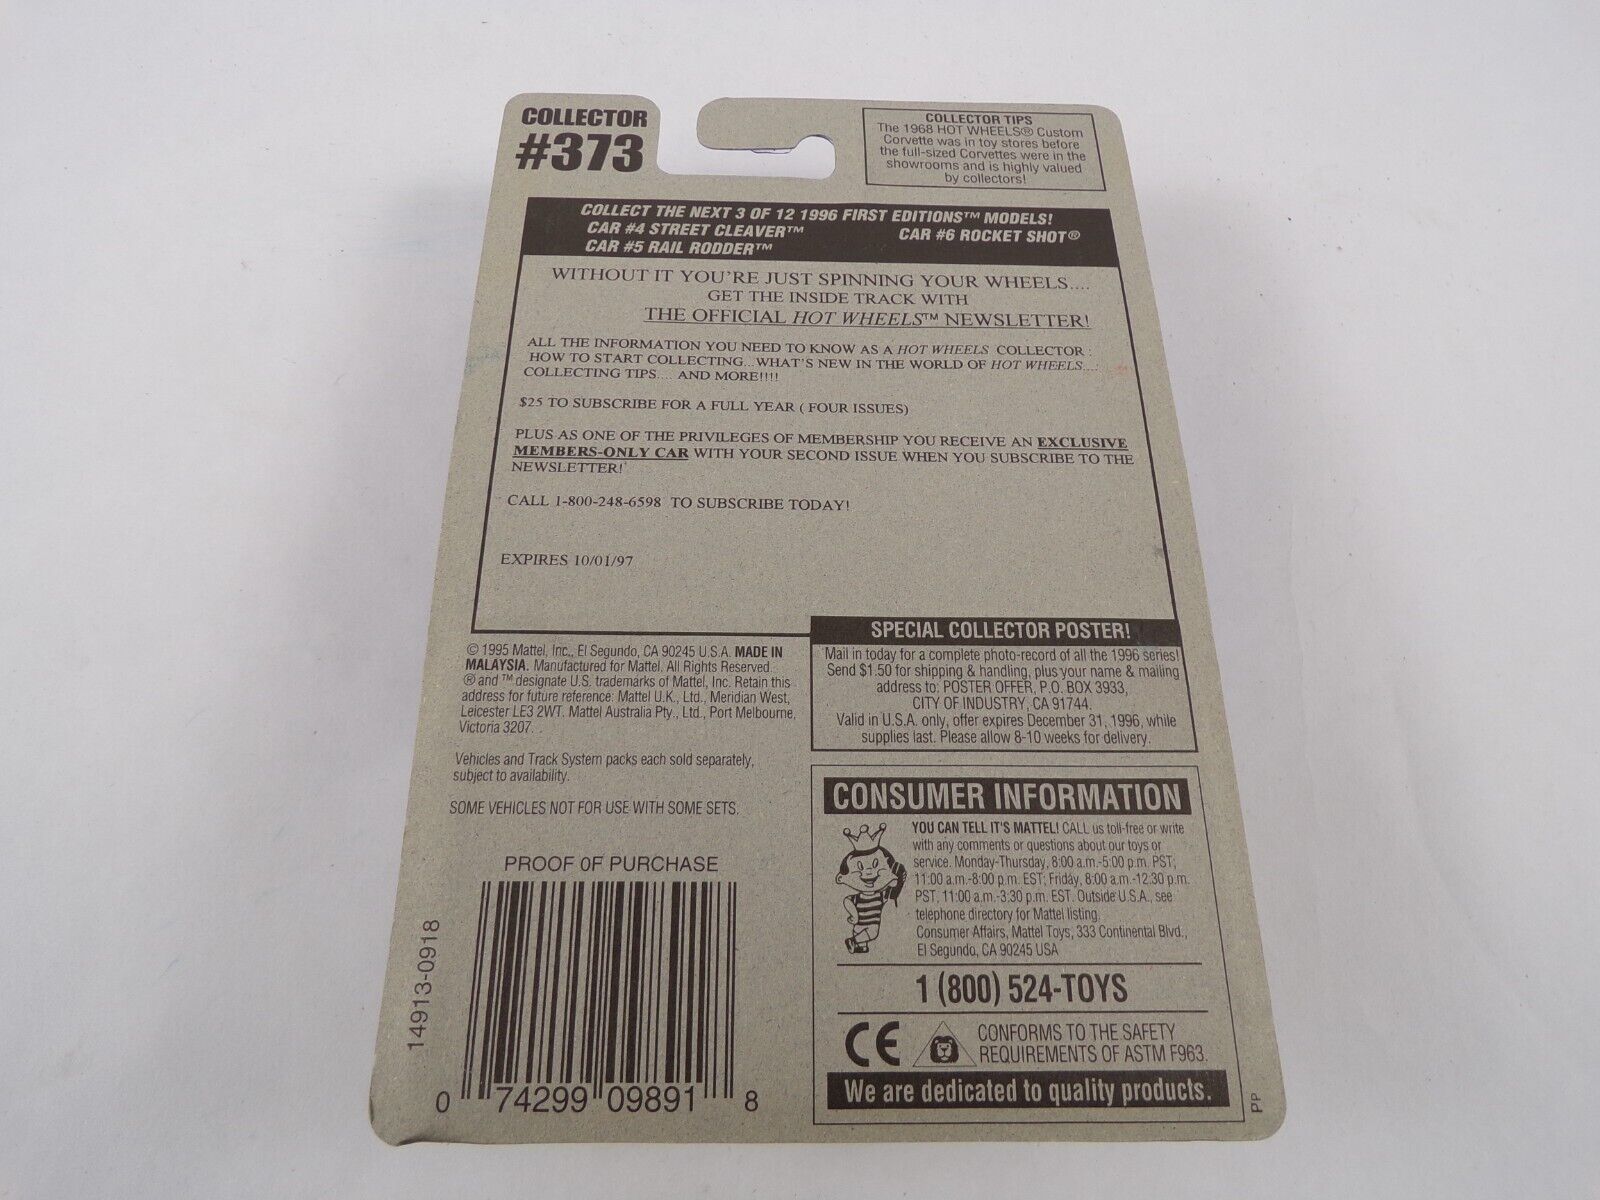 COLLECTOR
#373
COLLECTOR TIPS
The 1968 HOT WHEELS® Custom
Corvette was in toy stores before
the full-sized Corvettes were in the
showrooms and is highly valued
by collectors!
COLLECT THE NEXT 3 OF 12 1996 FIRST EDITIONS™ MODELS!
CAR #4 STREET CLEAVER™ CAR #6 ROCKET SHOT®
CAR #5 RAIL RODDER™
WITHOUT IT YOU'RE JUST SPINNING YOUR WHEELS....
GET THE INSIDE TRACK WITH
THE OFFICIAL HOT WHEELS™ NEWSLETTER!
ALL THE INFORMATION YOU NEED TO KNOW AS A HOT WHEELS COLLECTOR :
HOW TO START COLLECTING...WHAT'S NEW IN THE WORLD OF HOT WHEELS....
COLLECTING TIPS.... AND MORE!!!!
$25 TO SUBSCRIBE FOR A FULL YEAR ( FOUR ISSUES)
PLUS AS ONE OF THE PRIVILEGES OF MEMBERSHIP YOU RECEIVE AN EXCLUSIVE
MEMBERS-ONLY CAR WITH YOUR SECOND ISSUE WHEN YOU SUBSCRIBE TO THE
NEWSLETTER!
CALL 1-800-248-6598 TO SUBSCRIBE TODAY!
EXPIRES 10/01/97
© 1995 Mattel, Inc., El Segundo, CA 90245 U.S.A. MADE IN
MALAYSIA. Manufactured for Mattel. All Rights Reserved.
® and ™ designate U.S. trademarks of Mattel, Inc. Retain this
address for future reference: Mattel U.K., Ltd., Meridian West,
Leicester LE3 2WT. Mattel Australia Pty., Ltd., Port Melbourne,
Victoria 3207.
Vehicles and Track System packs each sold separately,
subject to availability.
SOME VEHICLES NOT FOR USE WITH SOME SETS.
PROOF OF PURCHASE
14913-0918
0 74299 09891 8
SPECIAL COLLECTOR POSTER!
Mail in today for a complete photo-record of all the 1996 series!
Send $1.50 for shipping & handling, plus your name & mailing
address to: POSTER OFFER, P.O. BOX 3933,
CITY OF INDUSTRY, CA 91744.
Valid in U.S.A. only, offer expires December 31, 1996, while
supplies last. Please allow 8-10 weeks for delivery.
CONSUMER INFORMATION
YOU CAN TELL IT'S MATTEL! CALL us toll-free or write
with any comments or questions about our toys or
service. Monday-Thursday, 8:00 a.m.-5:00 p.m. PST;
11:00 a.m.-8:00 p.m. EST; Friday, 8:00 a.m.-12:30 p.m.
PST, 11:00 a.m.-3:30 p.m. EST. Outside U.S.A., see
telephone directory for Mattel listing.
Consumer Affairs, Mattel Toys, 333 Continental Blvd.,
El Segundo, CA 90245 USA
1 (800) 524-TOYS
CE CONFORMS TO THE SAFETY
REQUIREMENTS OF ASTM F963.
We are dedicated to quality products.
PP